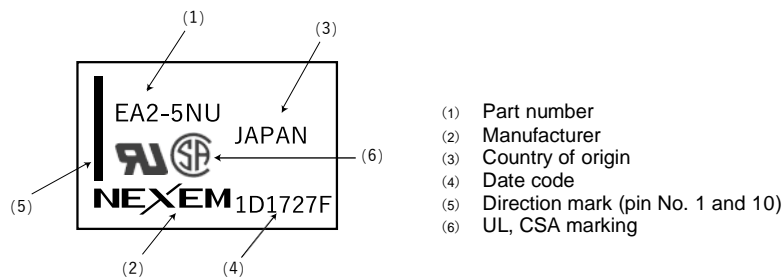 (1)
(3)
EA2-5NU
JAPAN
(6)
(5)
NEXEM 1D1727F
(2)
(4)
(1) Part number
(2) Manufacturer
(3) Country of origin
(4) Date code
(5) Direction mark (pin No. 1 and 10)
(6) UL, CSA marking